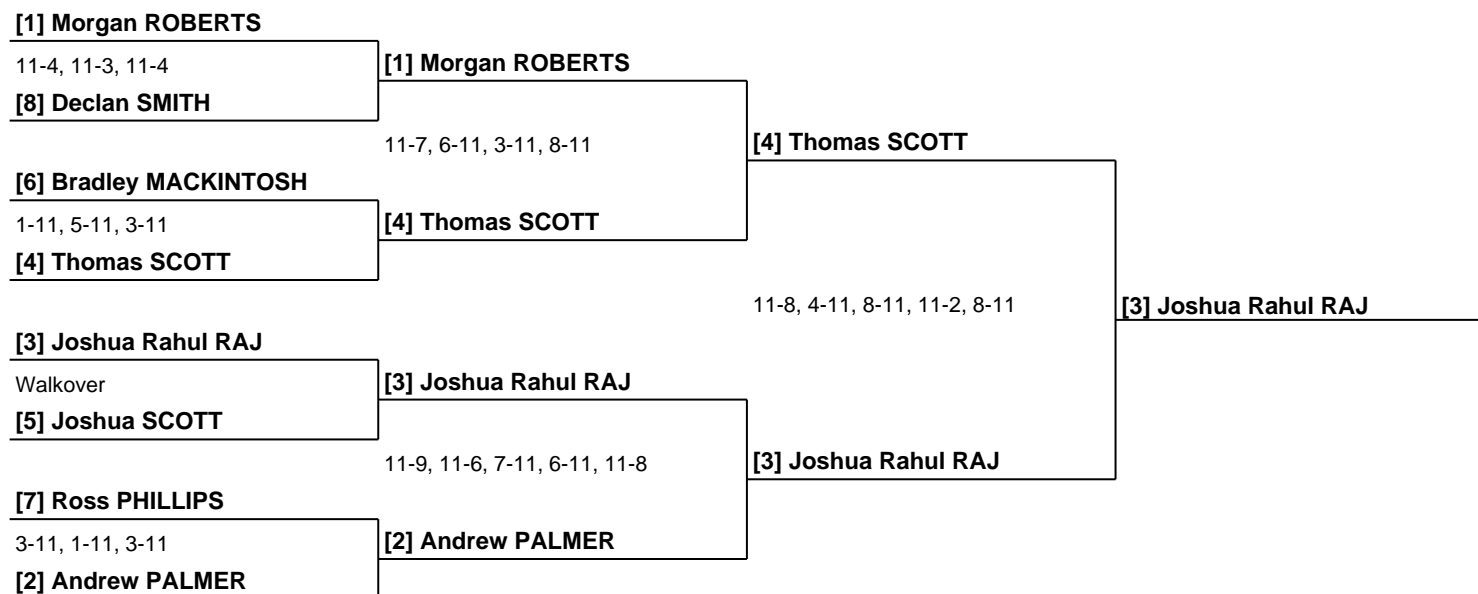 [1] Morgan ROBERTS
11-4, 11-3, 11-4
[8] Declan SMITH
[1] Morgan ROBERTS
11-7, 6-11, 3-11, 8-11
[4] Thomas SCOTT
[6] Bradley MACKINTOSH
1-11, 5-11, 3-11
[4] Thomas SCOTT
[4] Thomas SCOTT
11-8, 4-11, 8-11, 11-2, 8-11
[3] Joshua Rahul RAJ
[3] Joshua Rahul RAJ
Walkover
[5] Joshua SCOTT
[3] Joshua Rahul RAJ
11-9, 11-6, 7-11, 6-11, 11-8
[3] Joshua Rahul RAJ
[7] Ross PHILLIPS
3-11, 1-11, 3-11
[2] Andrew PALMER
[2] Andrew PALMER